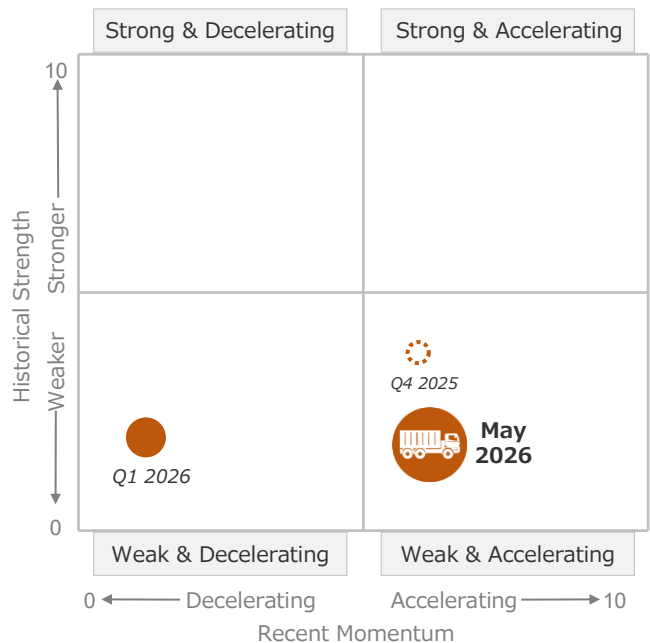 Strong & Decelerating
Strong & Accelerating
10
Historical Strength
Stronger
Weaker
Q4 2025
May
2026
Q1 2026
0
Weak & Decelerating
Weak & Accelerating
0
Decelerating
Accelerating
10
Recent Momentum